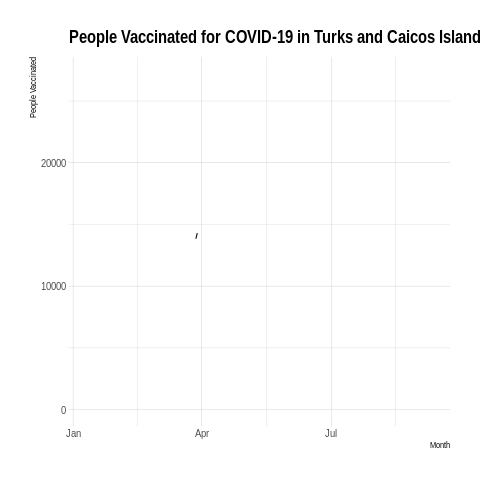 People Vaccinated for COVID-19 in Turks and Caicos Island
People Vaccinated
20000
10000
0
Jan
Apr
Jul
Month